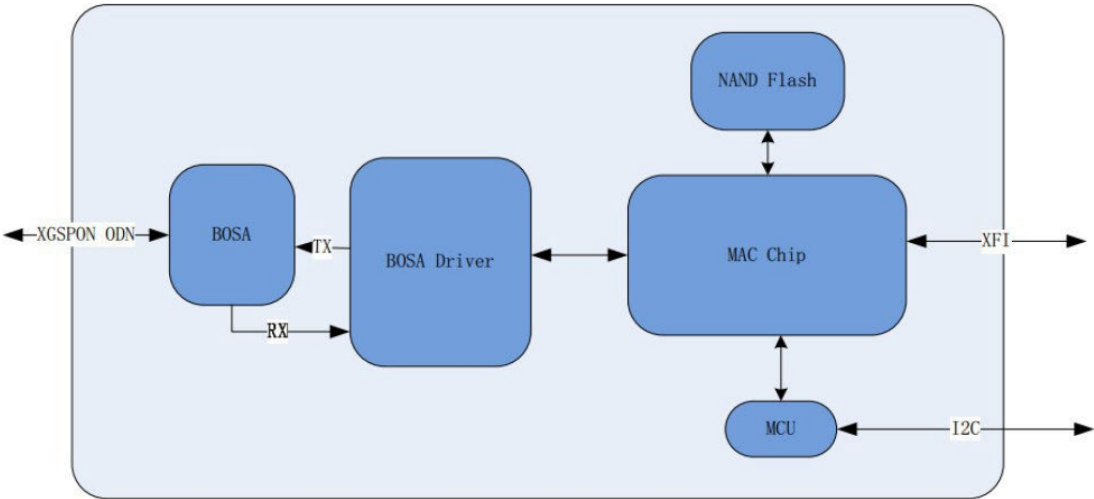 NAND Flash
XGSPON ODN
BOSA
TX
BOSA Driver
MAC Chip
XFI
RX
MCU
I2C